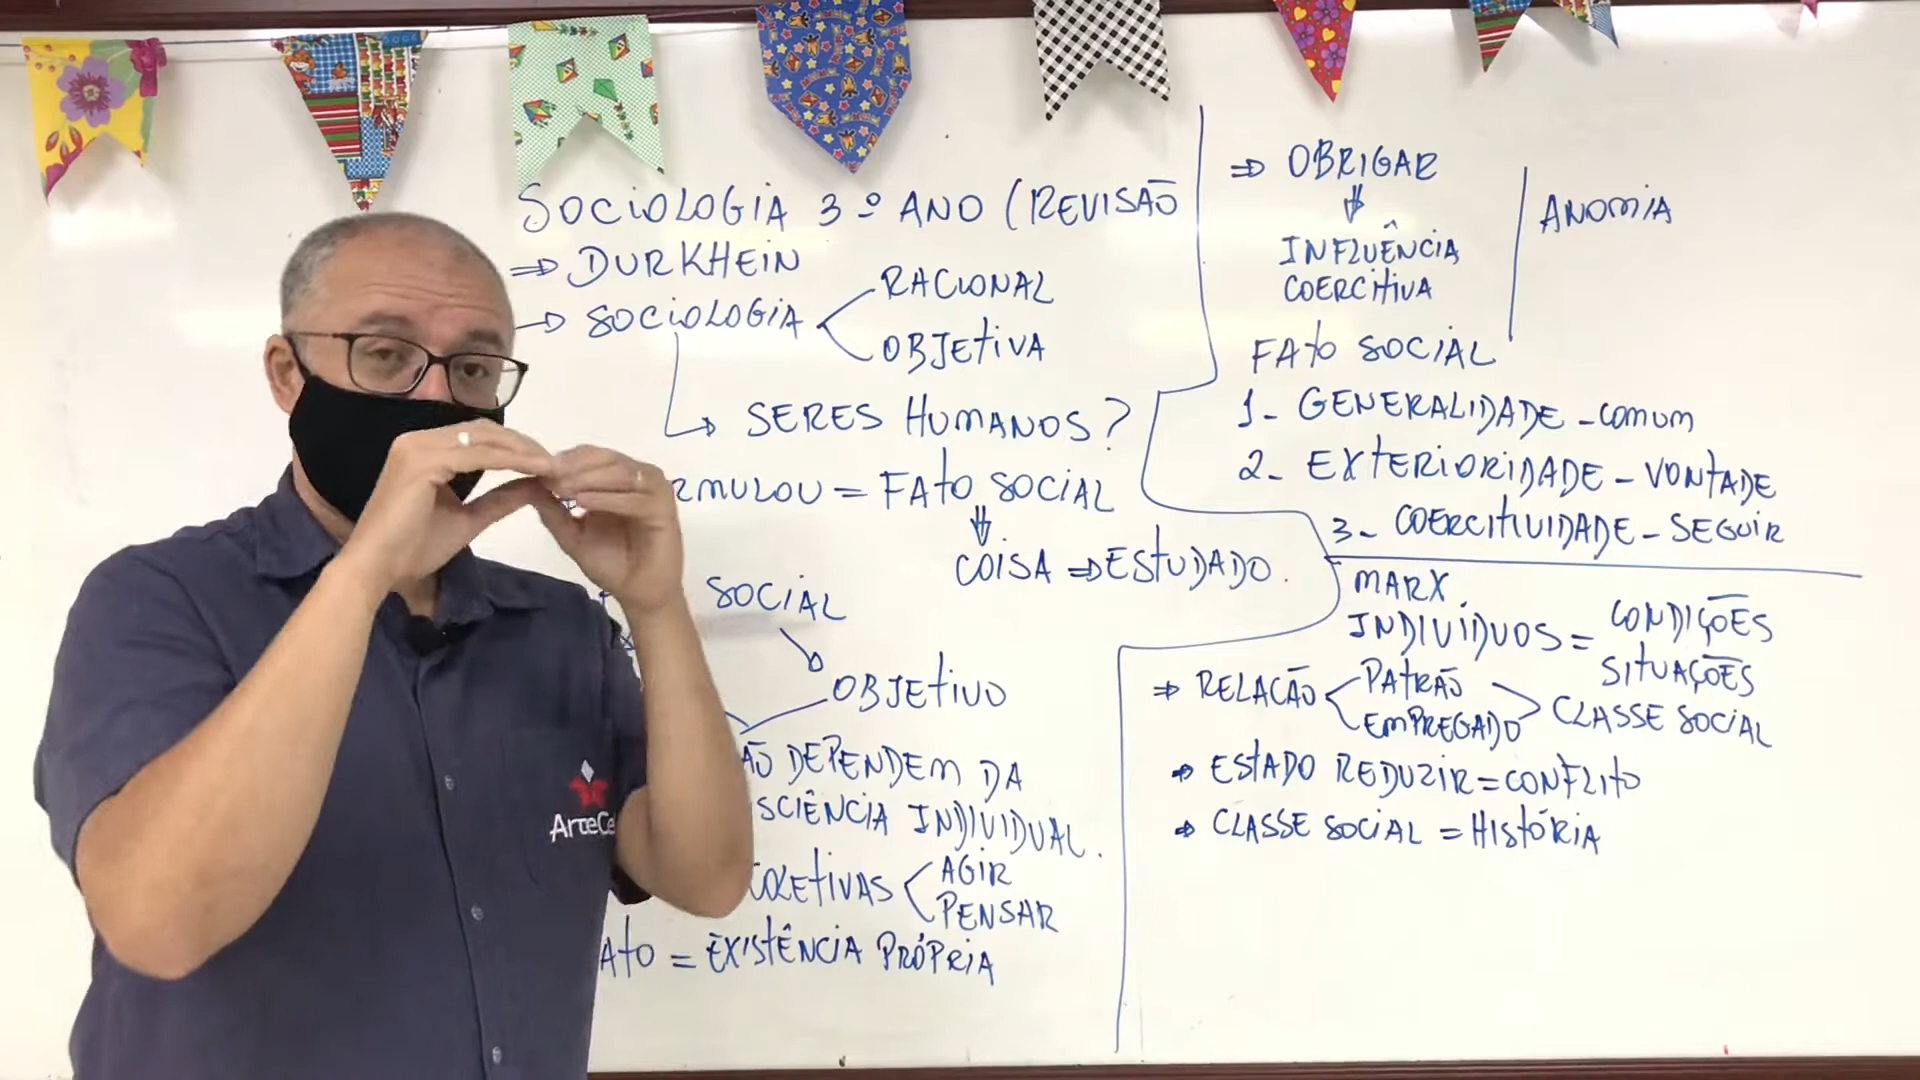 SOCIOLOGIA 3º ANO (REVISÃO
⇒ DURKHEIN
→ SOCIOLOGIA
RACIONAL
OBJETIVA
→ SERES HUMANOS?
RMULOU = FATO SOCIAL
COISA ⇒ ESTUDADO.
SOCIAL
OBJETIVO
ÃO DEPENDEM DA
SCIÊNCIA INDIVIDUAL.
COLETIVAS
AGIR
PENSAR
ATO = EXISTÊNCIA PRÓPRIA
⇒ OBRIGAR
INFLUÊNCIA
COERCITIVA
ANOMIA
FATO SOCIAL
1- GENERALIDADE - COMUM
2- EXTERIORIDADE - VONTADE
3- COERCITIVIDADE - SEGUIR
MARX
INDIVÍDUOS = CONDIÇÕES
SITUAÇÕES
⇒ RELAÇÃO
PATRÃO
EMPREGADO
CLASSE SOCIAL
⇒ ESTADO REDUZIR = CONFLITO
⇒ CLASSE SOCIAL = HISTÓRIA
ArteCe